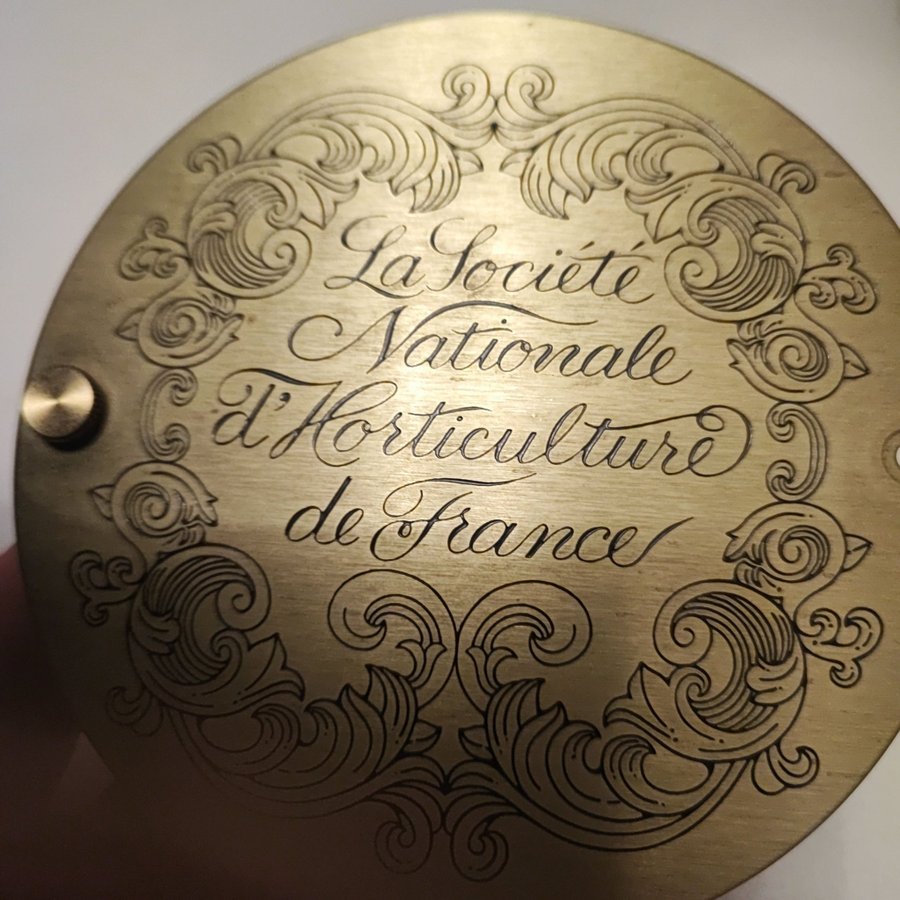 La Société
Nationale
d'Horticulture
de France